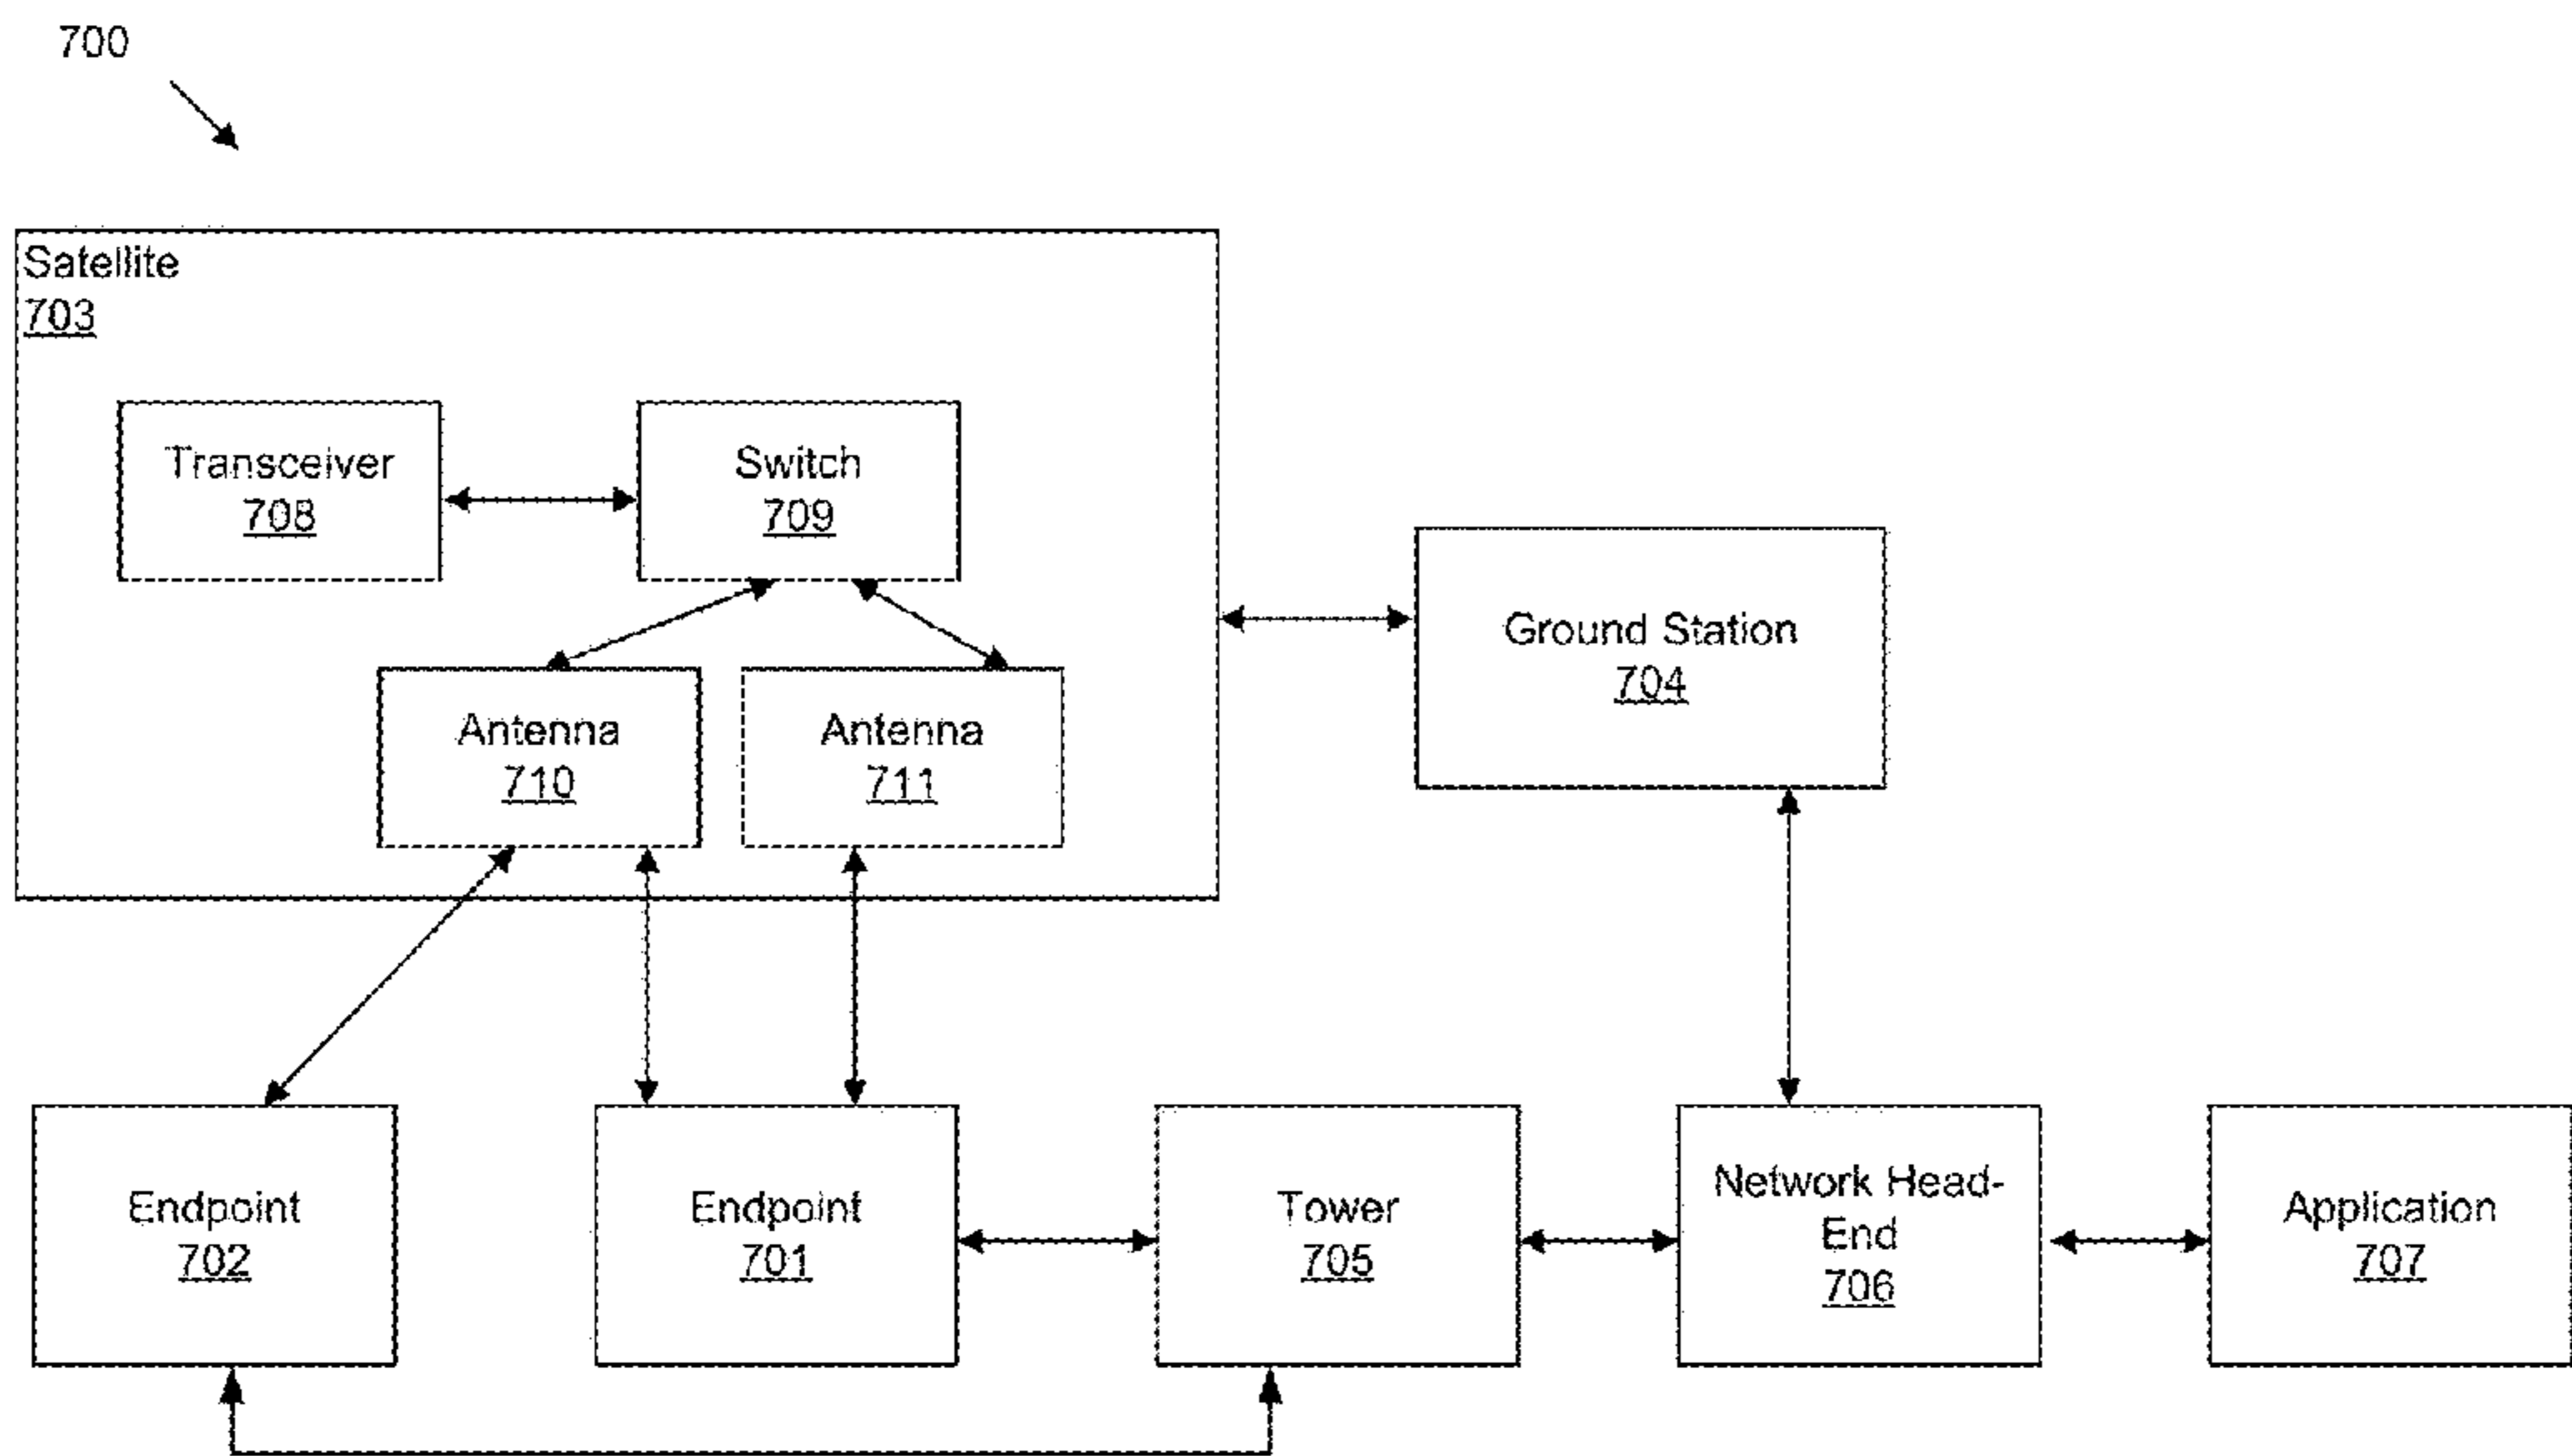 700
Satellite
703
Transceiver
708
Switch
709
Ground Station
704
Antenna
710
Antenna
711
Endpoint
702
Endpoint
701
Tower
705
Network Head-
End
706
Application
707